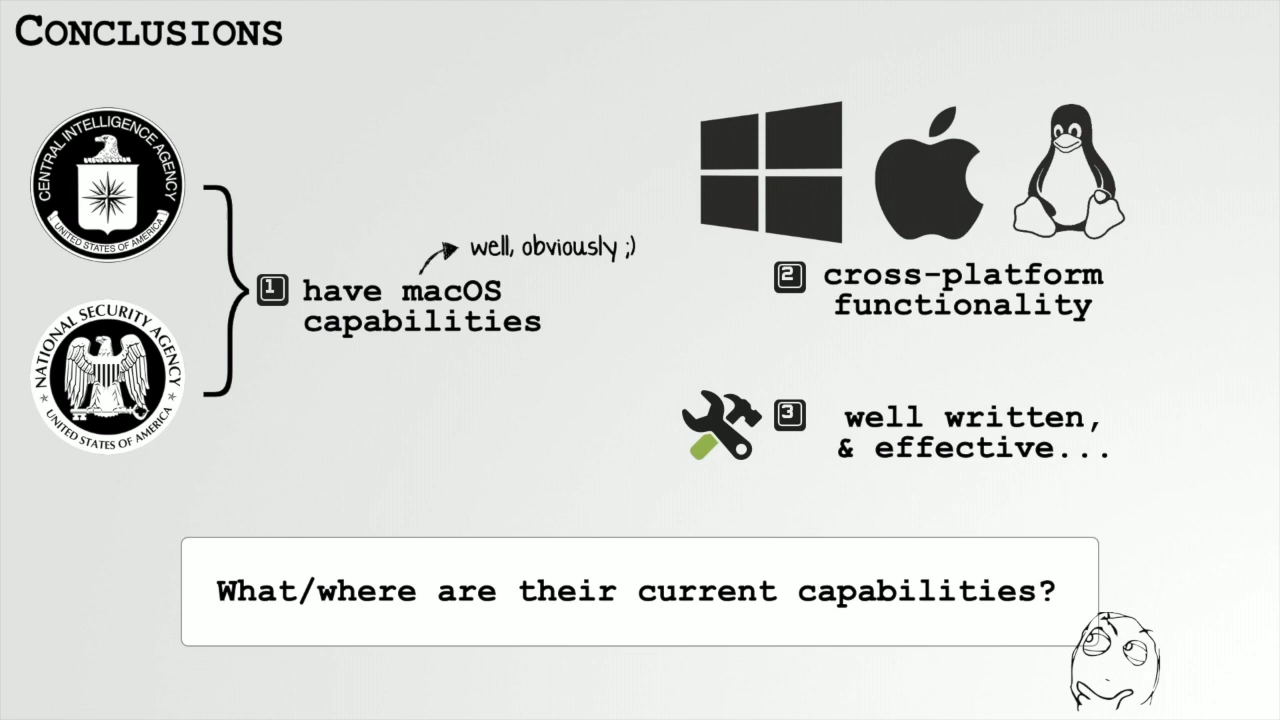 CONCLUSIONS
CENTRAL INTELLIGENCE AGENCY
UNITED STATES OF AMERICA
NATIONAL SECURITY AGENCY
UNITED STATES OF AMERICA
well, obviously ;)
1 have macOS
capabilities
2 cross-platform
functionality
3 well written,
& effective...
What/where are their current capabilities?